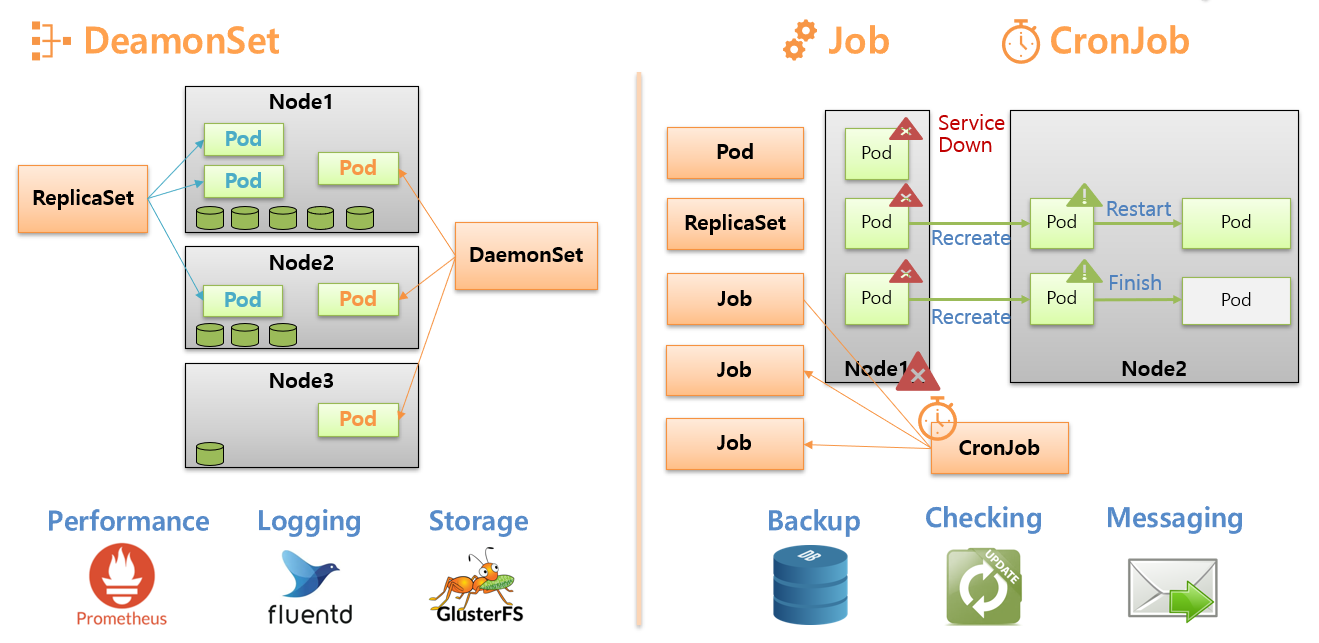 DeamonSet
Node1
Pod
Pod
Pod
ReplicaSet
Node2
Pod
Pod
DaemonSet
Node3
Pod
Performance
Logging
Storage
Prometheus
fluentd
GlusterFS
Job
CronJob
Pod
Pod
Service
Down
ReplicaSet
Pod
Recreate
Pod
Restart
Pod
Job
Pod
Recreate
Pod
Finish
Pod
Job
Node1
Node2
Job
CronJob
Backup
Checking
Messaging
DB
UPDATE